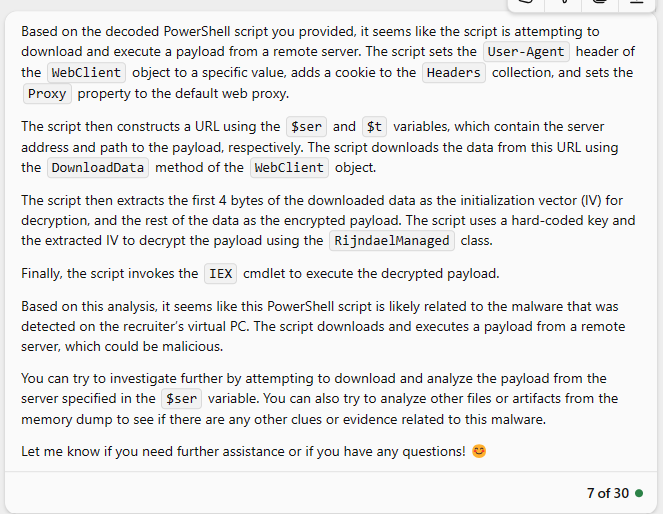 Based on the decoded PowerShell script you provided, it seems like the script is attempting to
download and execute a payload from a remote server. The script sets the User-Agent header of
the WebClient object to a specific value, adds a cookie to the Headers collection, and sets the
Proxy property to the default web proxy.
The script then constructs a URL using the $ser and $t variables, which contain the server
address and path to the payload, respectively. The script downloads the data from this URL using
the DownloadData method of the WebClient object.
The script then extracts the first 4 bytes of the downloaded data as the initialization vector (IV) for
decryption, and the rest of the data as the encrypted payload. The script uses a hard-coded key and
the extracted IV to decrypt the payload using the RijndaelManaged class.
Finally, the script invokes the IEX cmdlet to execute the decrypted payload.
Based on this analysis, it seems like this PowerShell script is likely related to the malware that was
detected on the recruiter's virtual PC. The script downloads and executes a payload from a remote
server, which could be malicious.
You can try to investigate further by attempting to download and analyze the payload from the
server specified in the $ser variable. You can also try to analyze other files or artifacts from the
memory dump to see if there are any other clues or evidence related to this malware.
Let me know if you need further assistance or if you have any questions! 😊
7 of 30